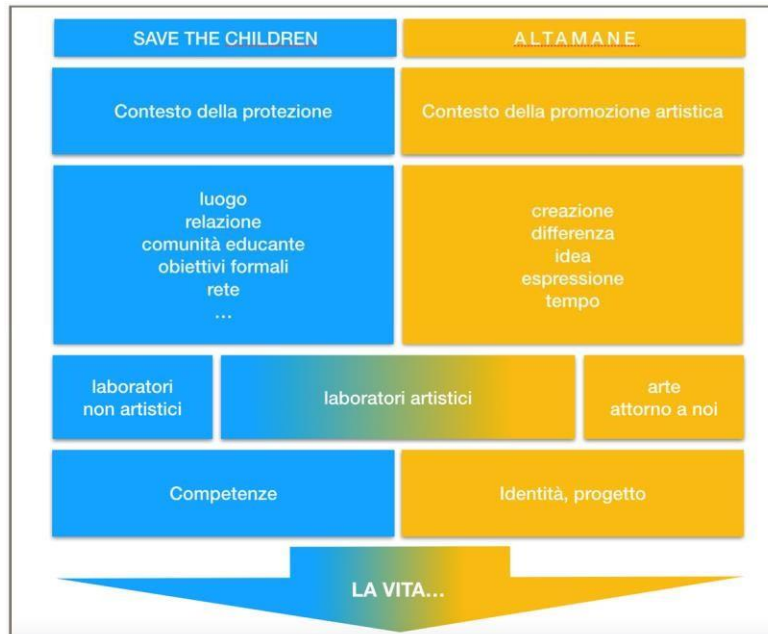 SAVE THE CHILDREN
ALTAMANE
Contesto della protezione
Contesto della promozione artistica
luogo
relazione
comunità educante
obiettivi formali
rete
...
creazione
differenza
idea
espressione
tempo
laboratori
non artistici
laboratori artistici
arte
attorno a noi
Competenze
Identità, progetto
LA VITA...